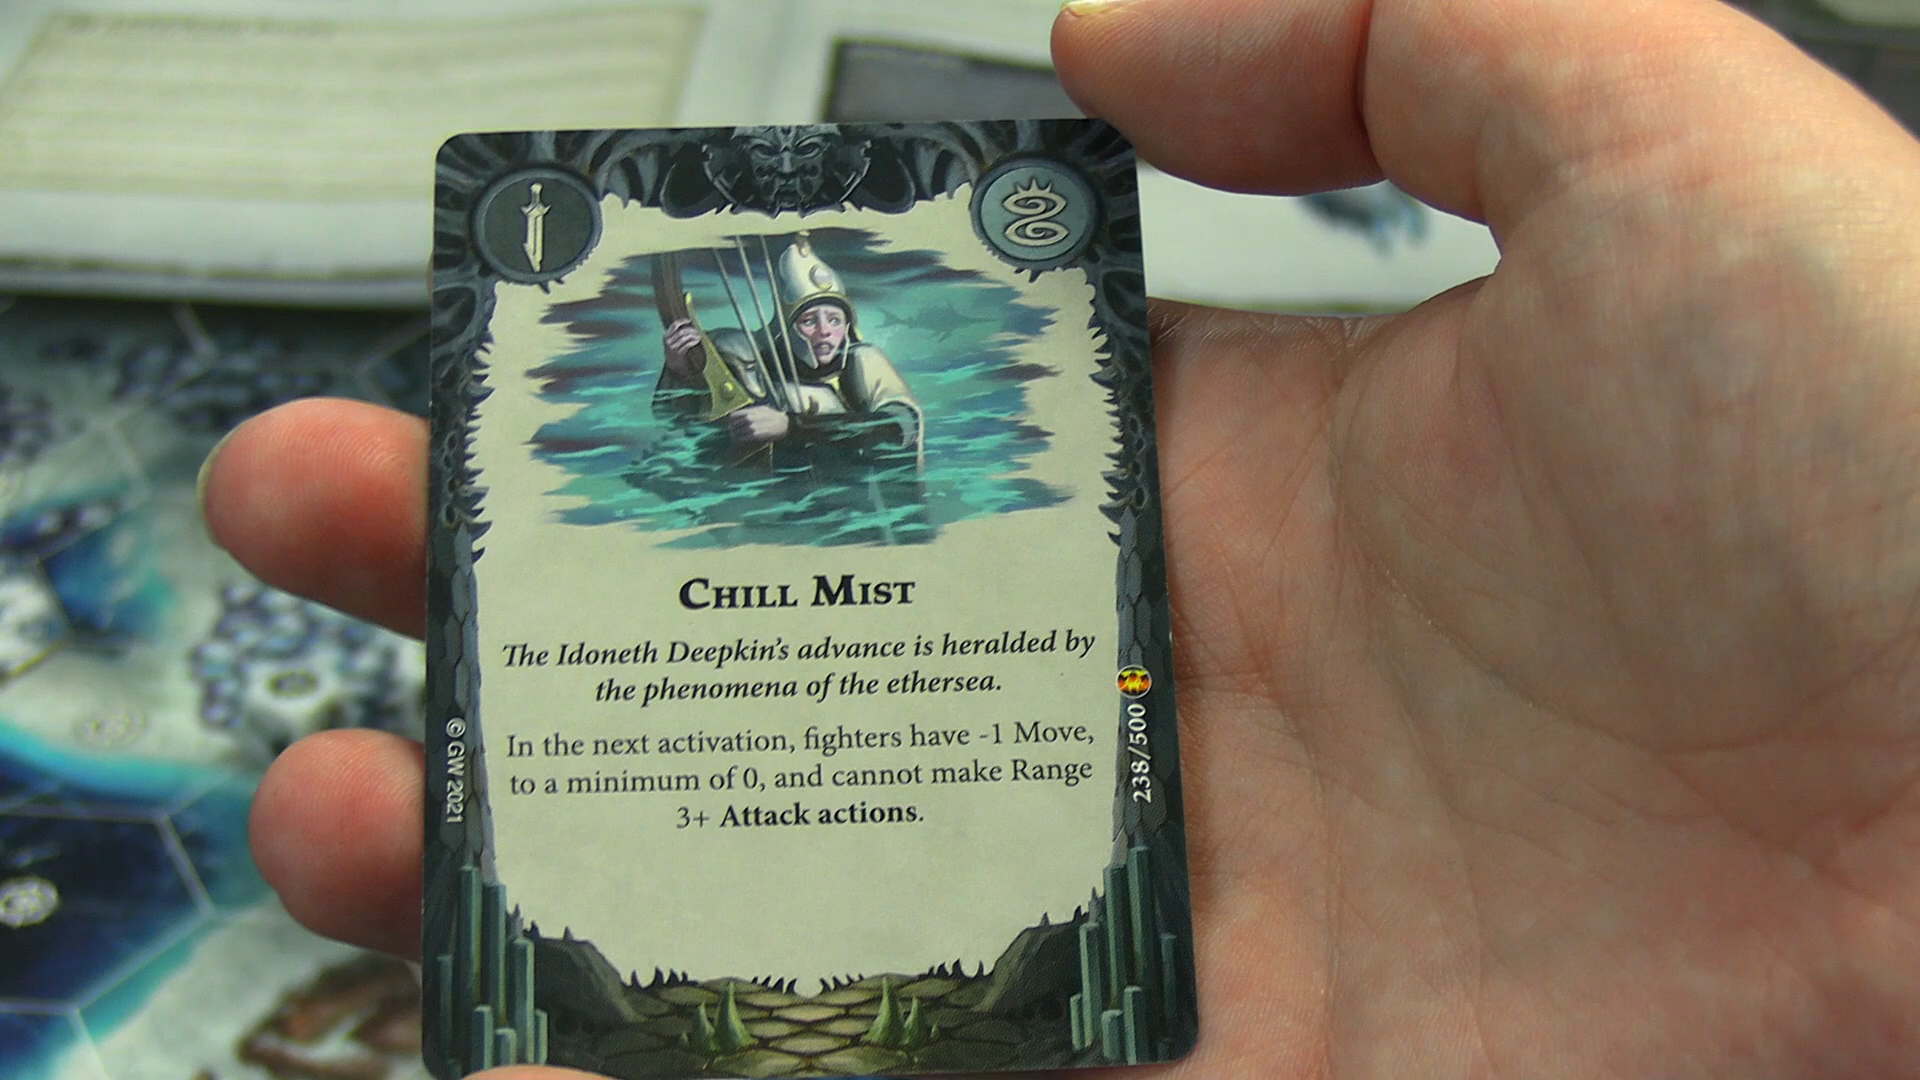 CHILL MIST
The Idoneth Deepkin's advance is heralded by
the phenomena of the ethersea.
In the next activation, fighters have -1 Move,
to a minimum of 0, and cannot make Range
3+ Attack actions.
© GW 2021
238/500